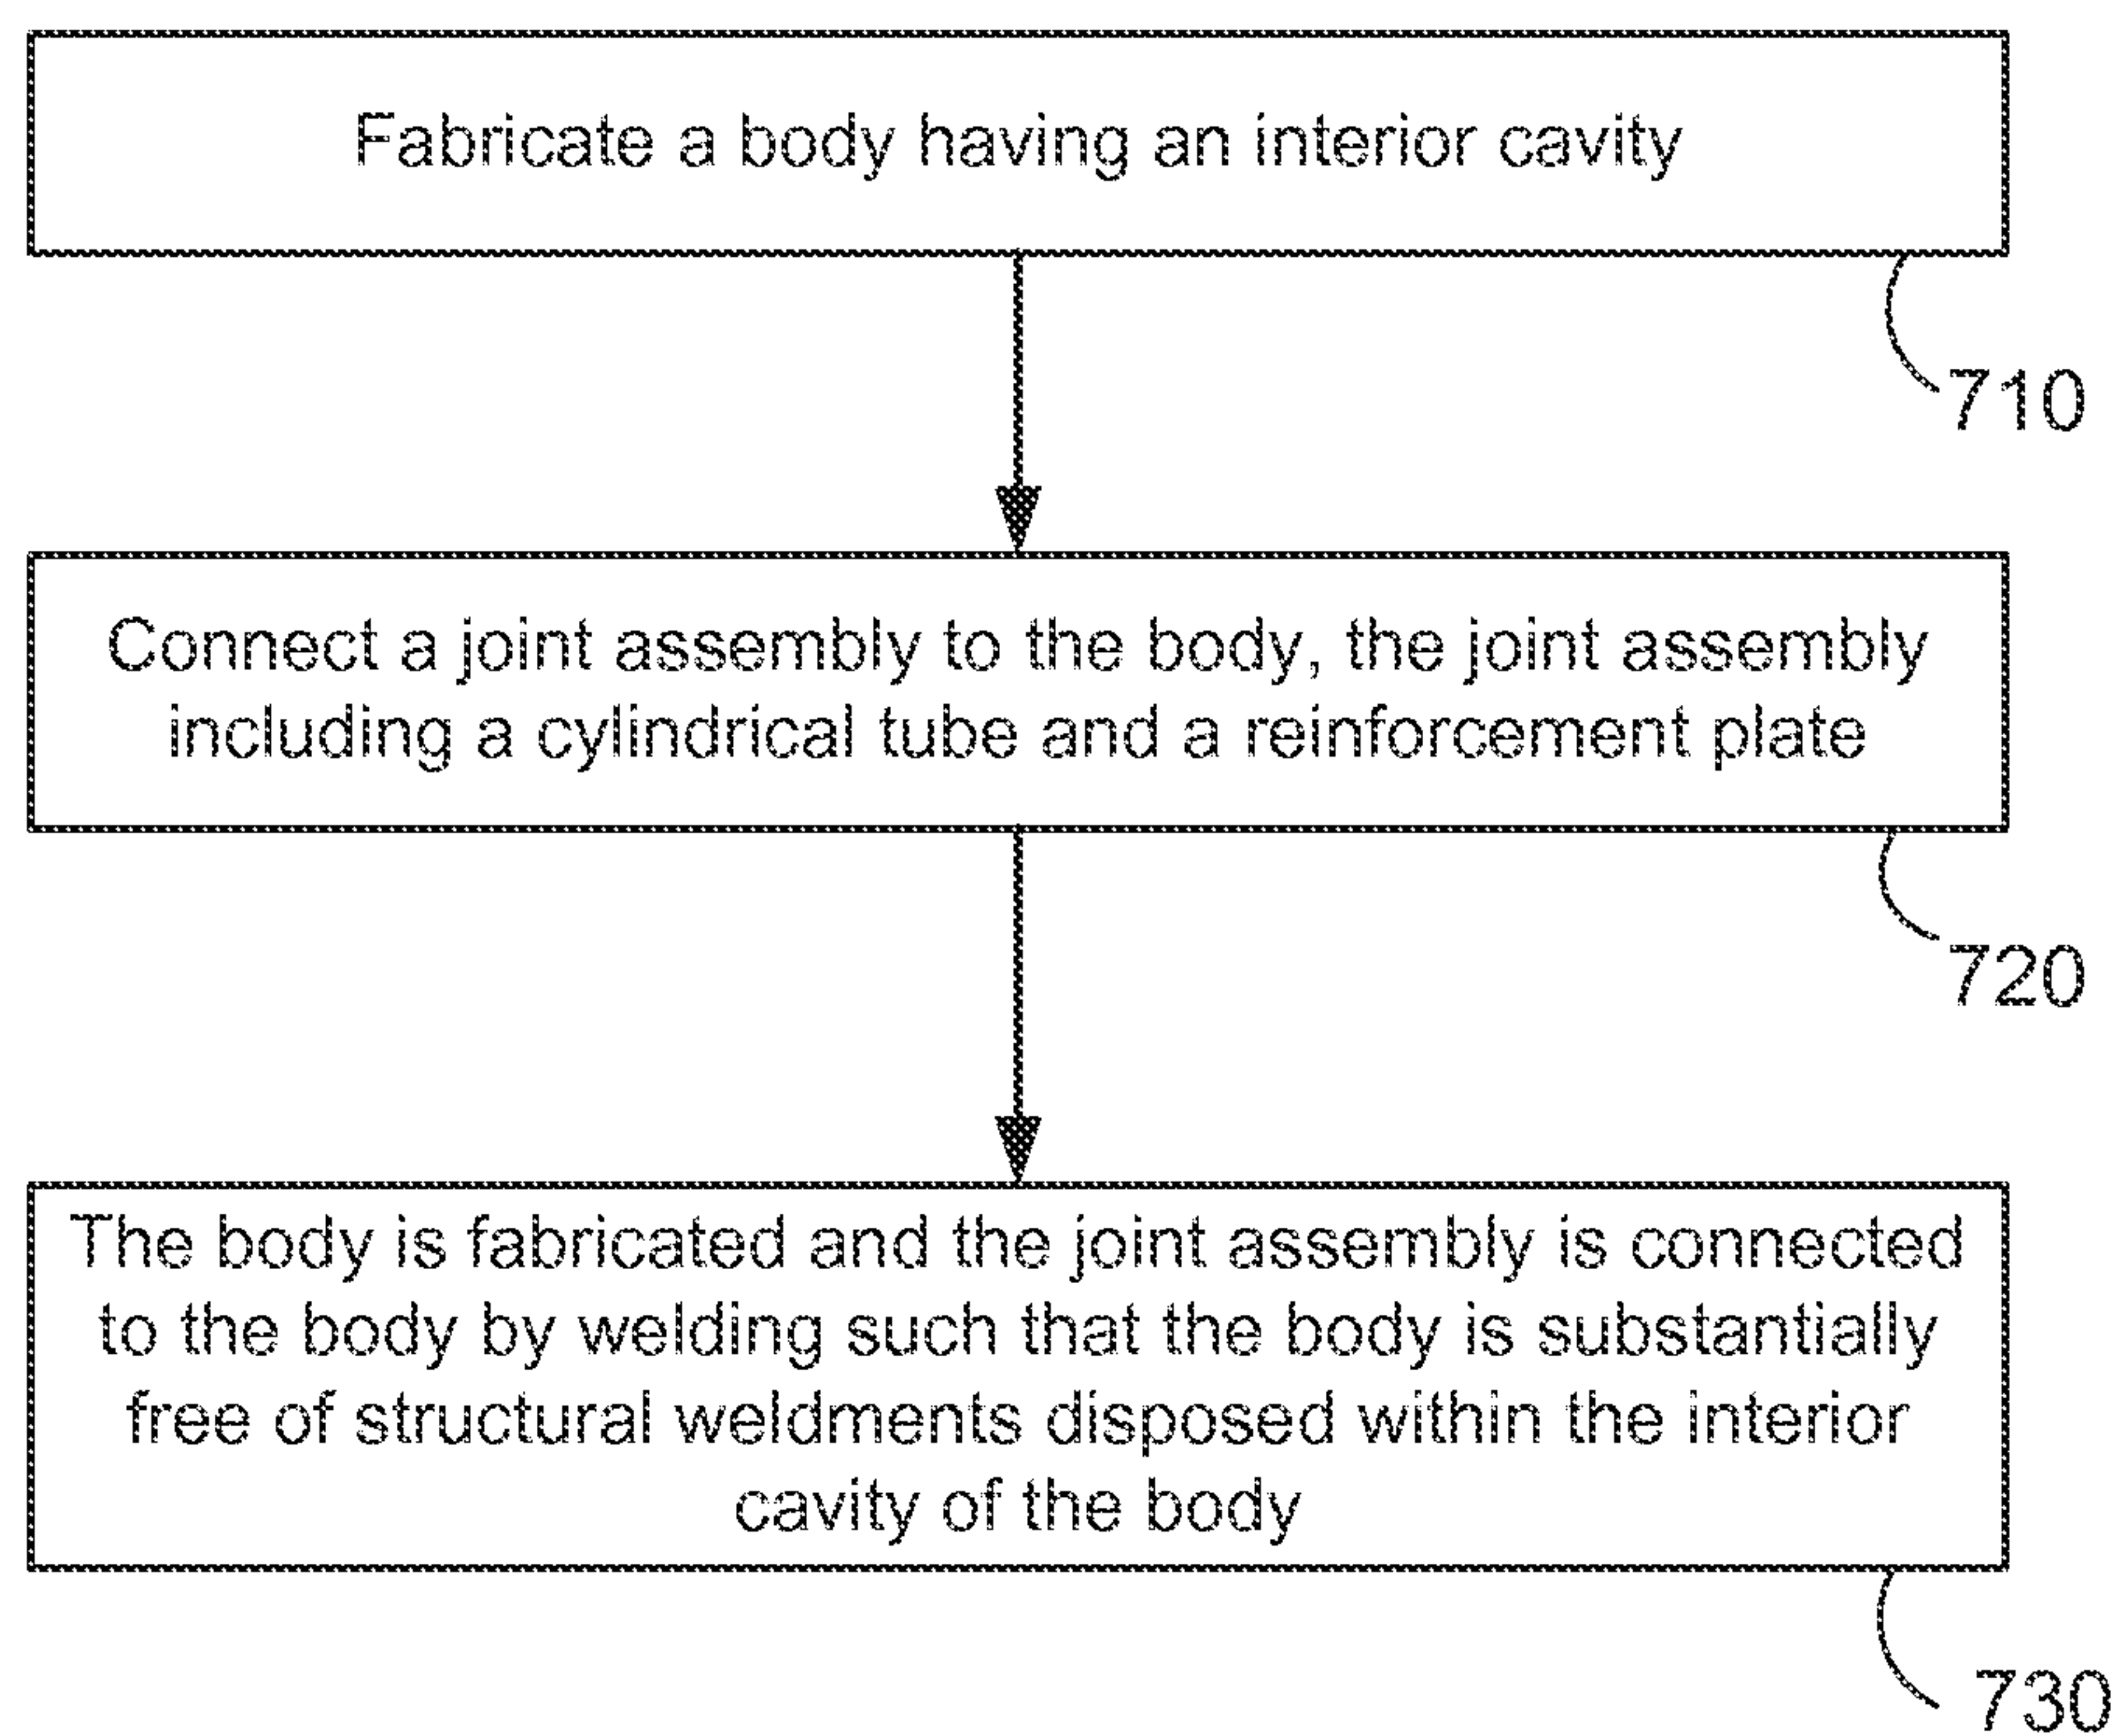 Fabricate a body having an interior cavity
710
Connect a joint assembly to the body, the joint assembly
including a cylindrical tube and a reinforcement plate
720
The body is fabricated and the joint assembly is connected
to the body by welding such that the body is substantially
free of structural weldments disposed within the interior
cavity of the body
730